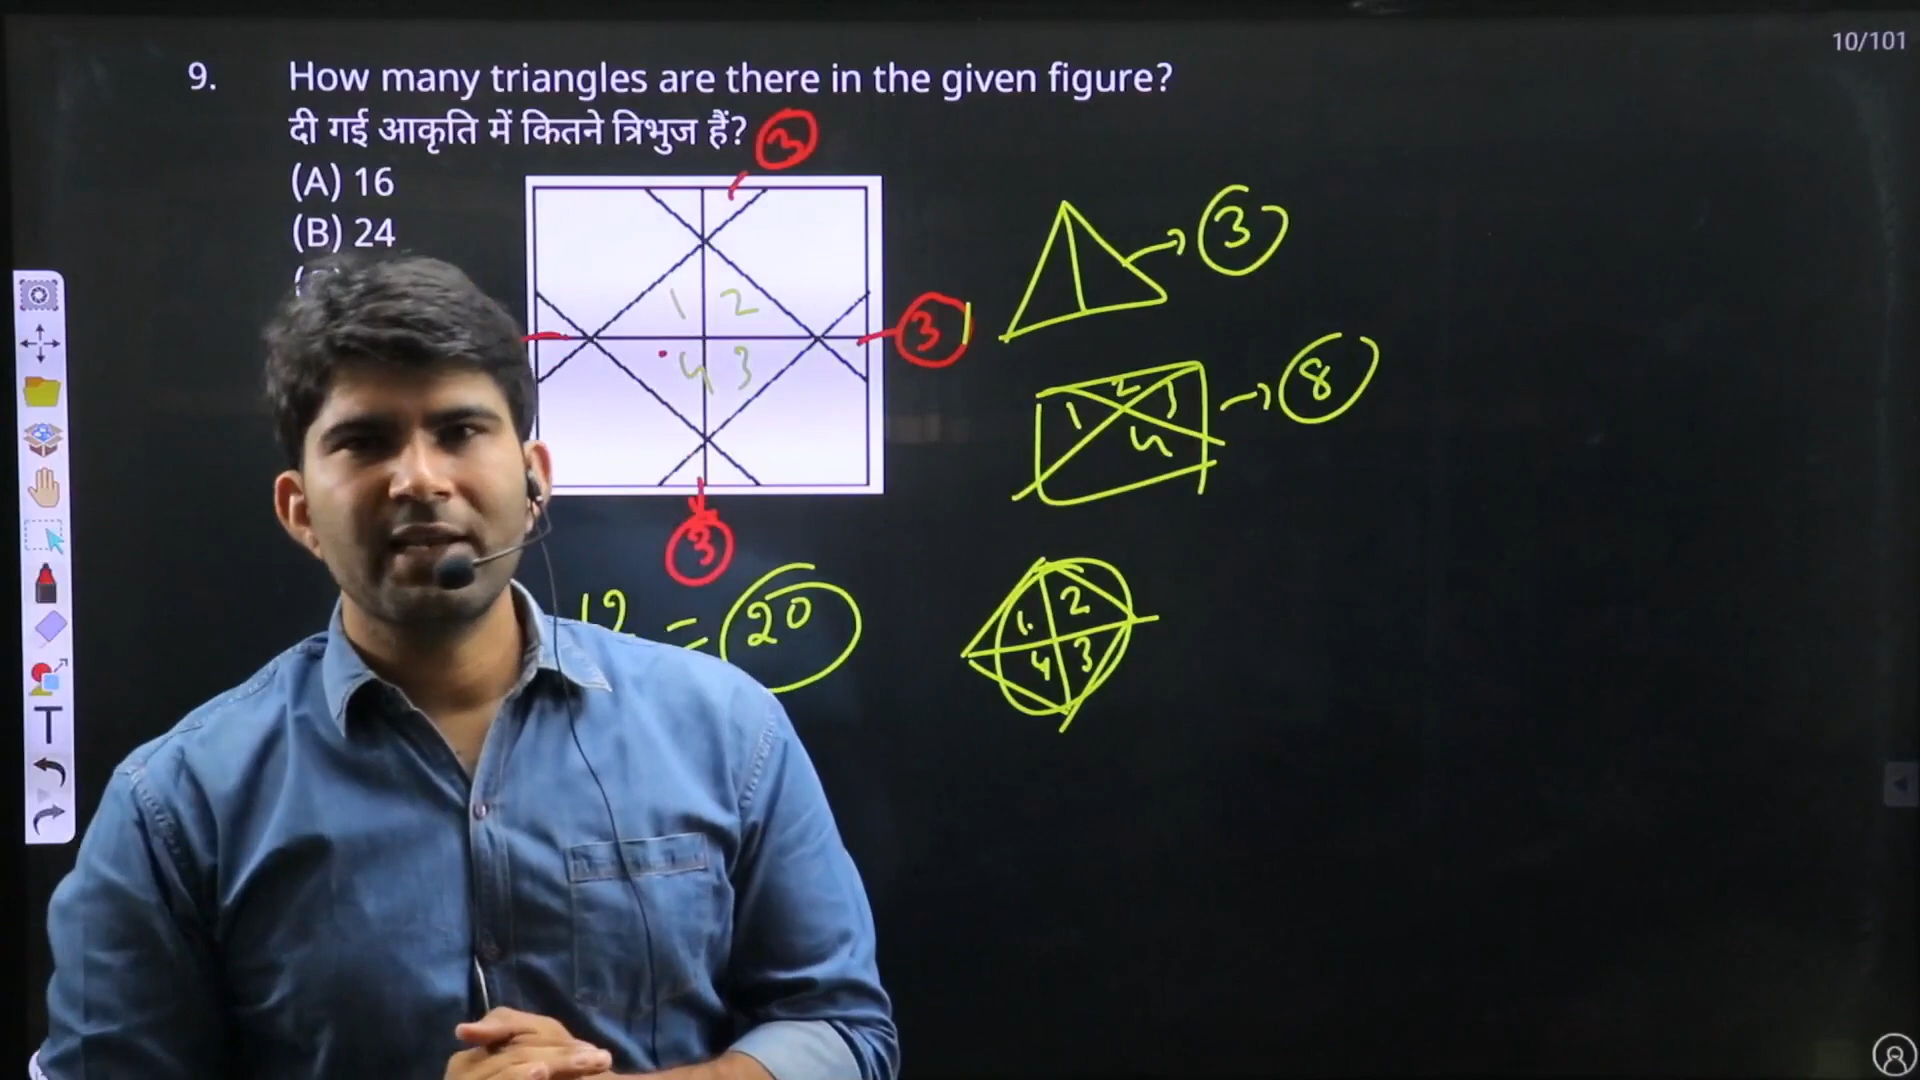 10/101
9. How many triangles are there in the given figure?
दी गई आकृति में कितने त्रिभुज हैं?
3
(A) 16
(B) 24
1 2
4 3
3
3
12 = 20
3
1 2 3
4
8
1 2
4 3
T